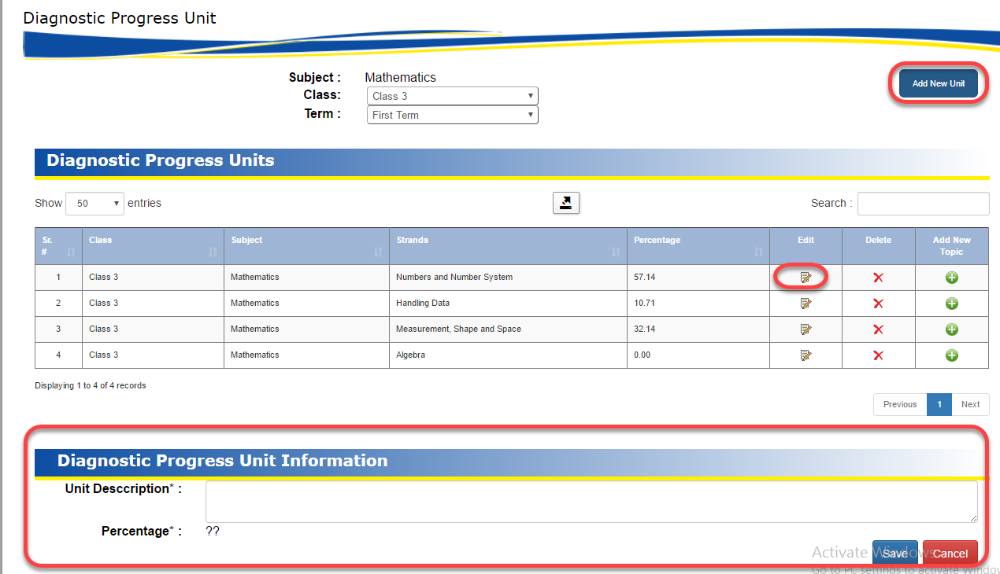 Diagnostic Progress Unit
Subject : Mathematics
Add New Unit
Class: Class 3
Term : First Term
Diagnostic Progress Units
Show 50 entries Search :
Sr. # Class Subject Strands Percentage Edit Delete Add New Topic
1 Class 3 Mathematics Numbers and Number System 57.14
2 Class 3 Mathematics Handling Data 10.71
3 Class 3 Mathematics Measurement, Shape and Space 32.14
4 Class 3 Mathematics Algebra 0.00
Displaying 1 to 4 of 4 records
Previous 1 Next
Diagnostic Progress Unit Information
Unit Desccription* :
Percentage* : ??
Activate Windows
Save Cancel
Go to PC settings to activate Window